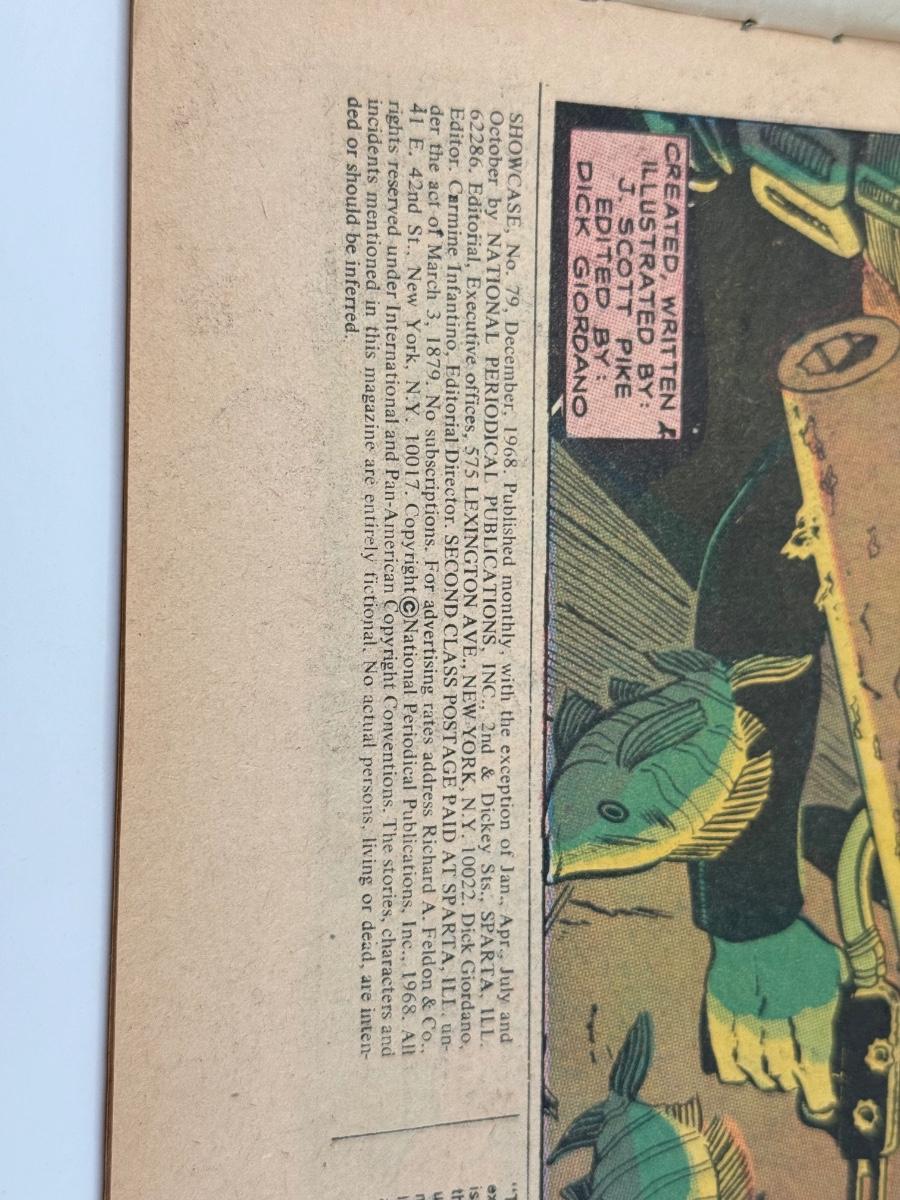 CREATED, WRITTEN &
ILLUSTRATED BY:
J. SCOTT PIKE
EDITED BY:
DICK GIORDANO
SHOWCASE, No. 79, December, 1968. Published monthly, with the exception of Jan., Apr., July and
October by NATIONAL PERIODICAL PUBLICATIONS, INC., 2nd & Dickey Sts., SPARTA, ILL.
62286. Editorial, Executive offices, 575 LEXINGTON AVE., NEW YORK, N.Y. 10022. Dick Giordano,
Editor. Carmine Infantino, Editorial Director. SECOND CLASS POSTAGE PAID AT SPARTA, ILL. un-
der the act of March 3, 1879. No subscriptions. For advertising rates address Richard A. Feldon & Co.,
41 E. 42nd St., New York, N.Y. 10017. Copyright © National Periodical Publications, Inc., 1968. All
rights reserved under International and Pan-American Copyright Conventions. The stories, characters and
incidents mentioned in this magazine are entirely fictional. No actual persons, living or dead, are inten-
ded or should be inferred.